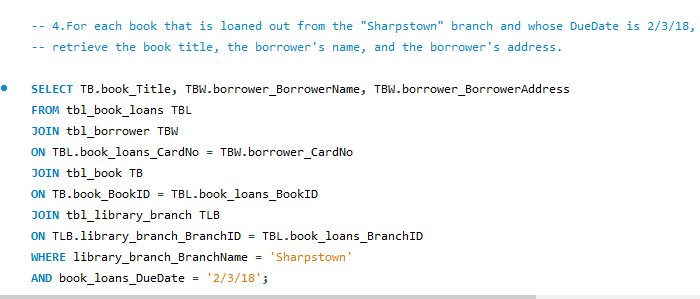 -- 4.For each book that is loaned out from the "Sharpstown" branch and whose DueDate is 2/3/18,
-- retrieve the book title, the borrower's name, and the borrower's address.
SELECT TB.book_Title, TBW.borrower_BorrowerName, TBW.borrower_BorrowerAddress
FROM tbl_book_loans TBL
JOIN tbl_borrower TBW
ON TBL.book_loans_CardNo = TBW.borrower_CardNo
JOIN tbl_book TB
ON TB.book_BookID = TBL.book_loans_BookID
JOIN tbl_library_branch TLB
ON TLB.library_branch_BranchID = TBL.book_loans_BranchID
WHERE library_branch_BranchName = 'Sharpstown'
AND book_loans_DueDate = '2/3/18';